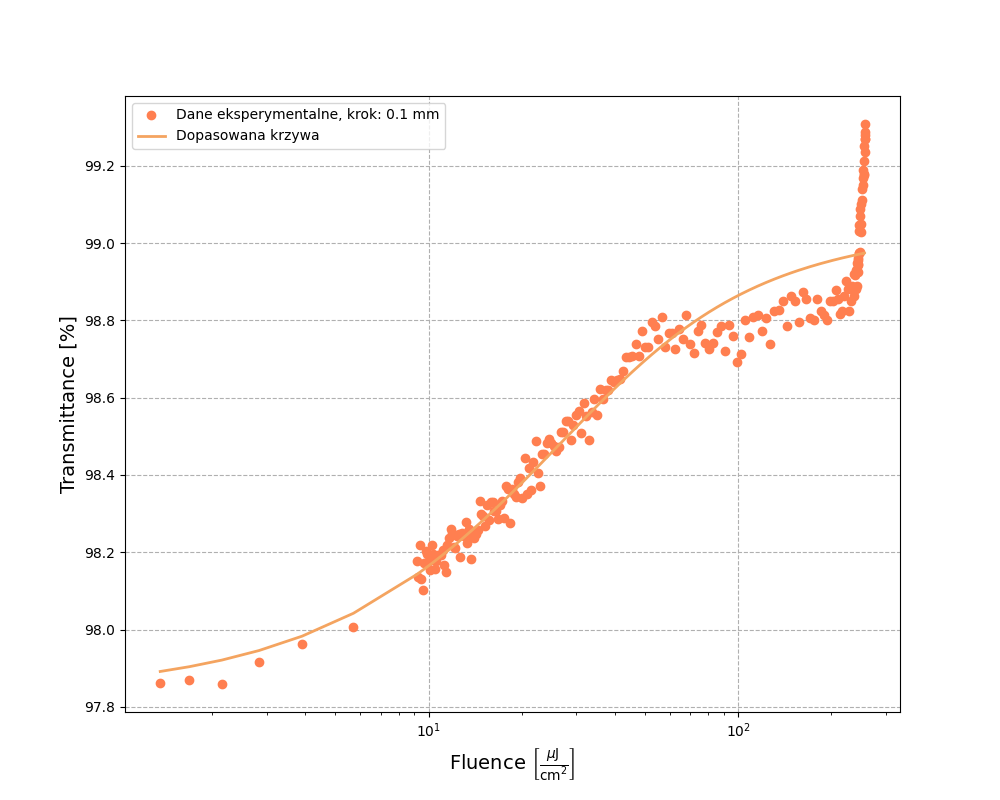 Dane eksperymentalne, krok: 0.1 mm
Dopasowana krzywa
Transmittance [%]
99.2
99.0
98.8
98.6
98.4
98.2
98.0
97.8
10¹
10²
Fluence [μJ/cm²]